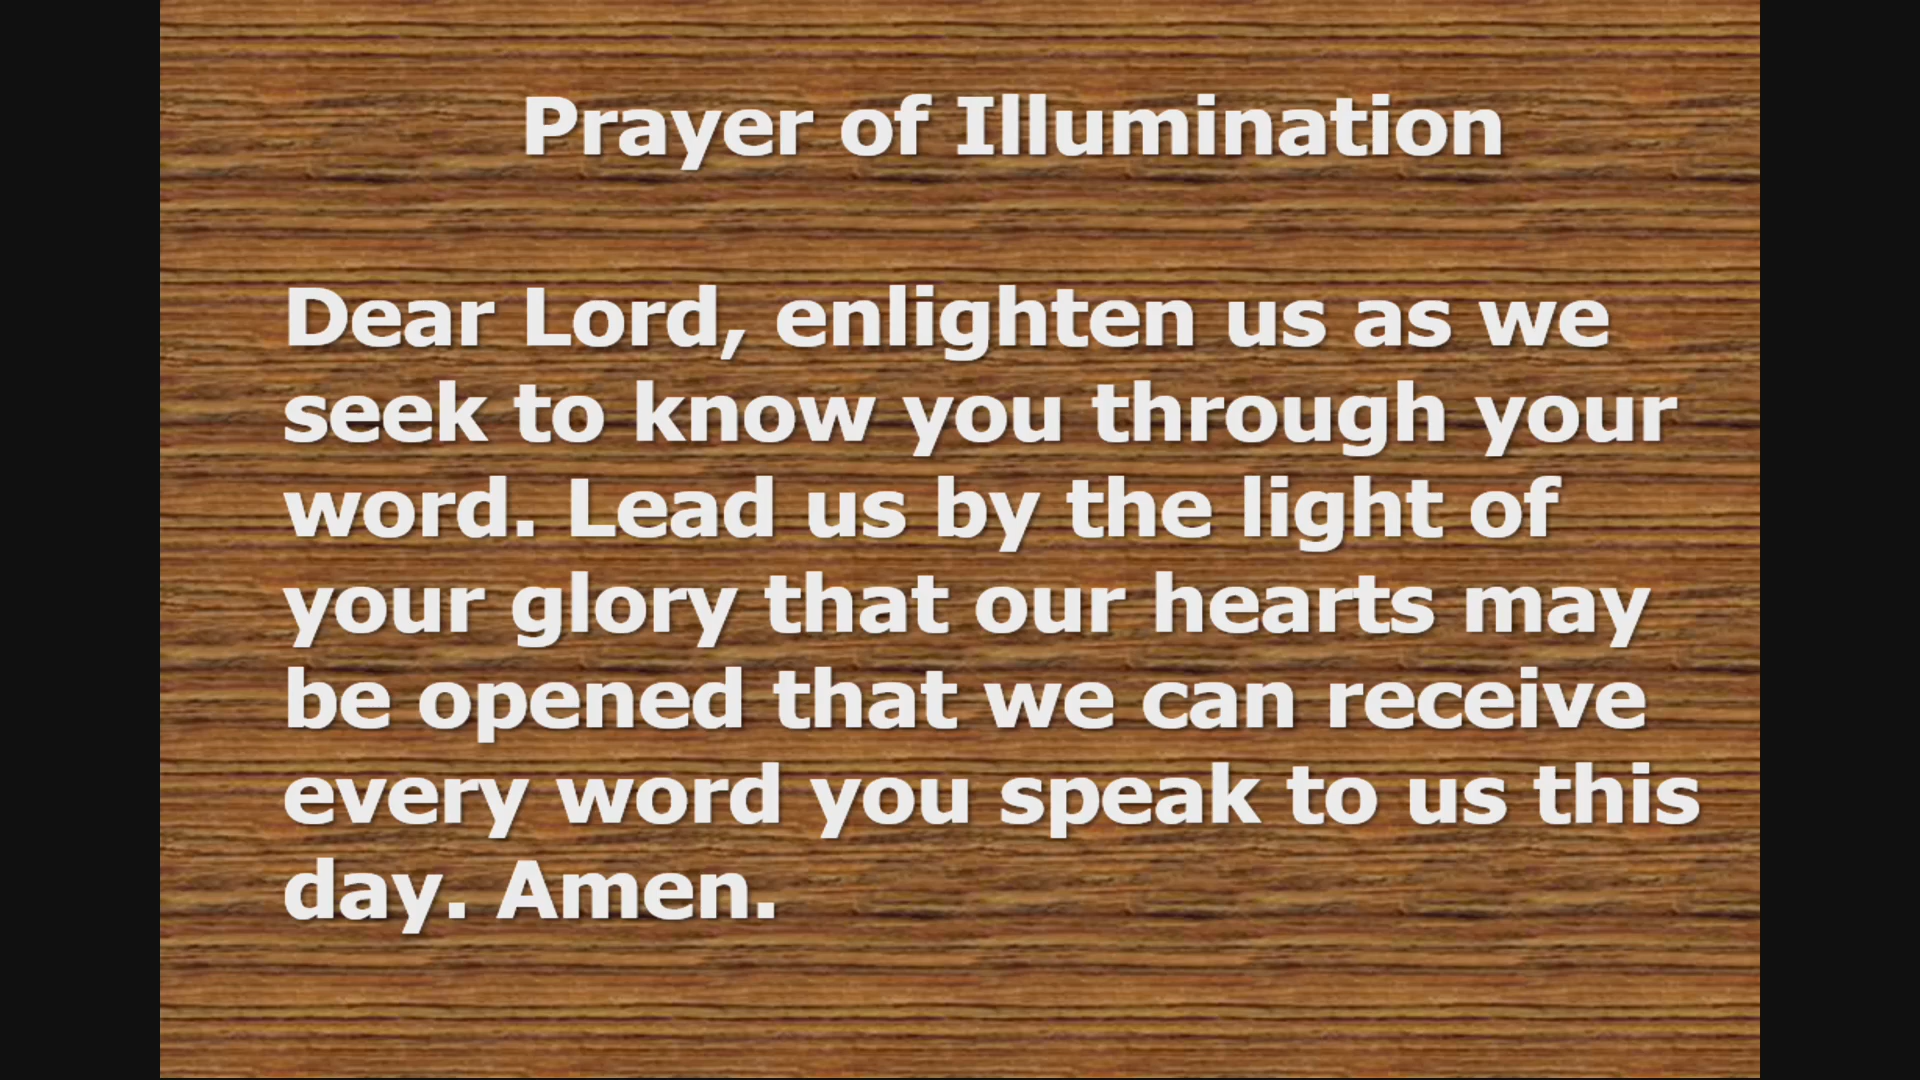 Prayer of Illumination
Dear Lord, enlighten us as we
seek to know you through your
word. Lead us by the light of
your glory that our hearts may
be opened that we can receive
every word you speak to us this
day. Amen.